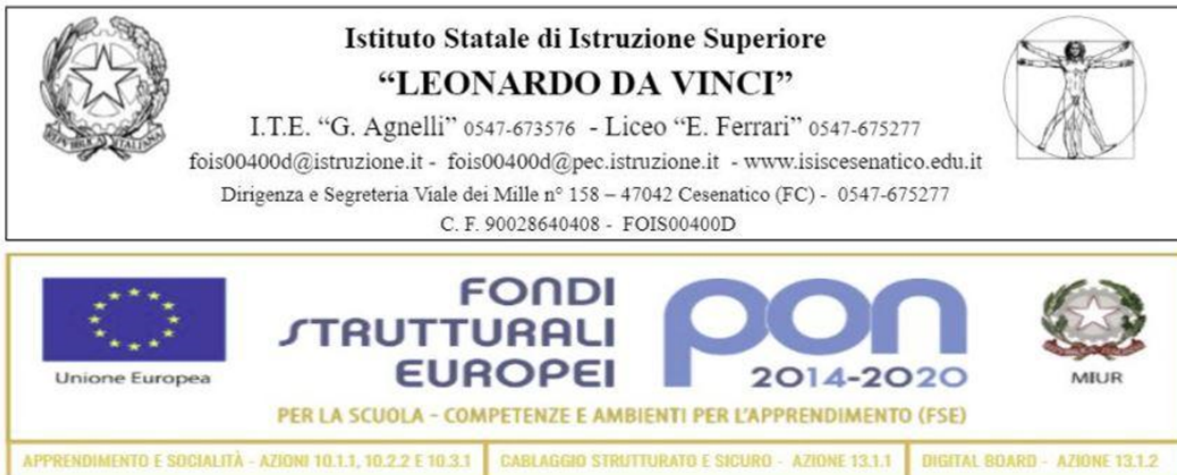 Istituto Statale di Istruzione Superiore
“LEONARDO DA VINCI”
I.T.E. “G. Agnelli” 0547-673576 - Liceo “E. Ferrari” 0547-675277
fois00400d@istruzione.it - fois00400d@pec.istruzione.it - www.isiscesenatico.edu.it
Dirigenza e Segreteria Viale dei Mille n° 158 – 47042 Cesenatico (FC) - 0547-675277
C. F. 90028640408 - FOIS00400D
FONDI
STRUTTURALI
EUROPEI
pon
2014-2020
Unione Europea
MIUR
PER LA SCUOLA - COMPETENZE E AMBIENTI PER L'APPRENDIMENTO (FSE)
APPRENDIMENTO E SOCIALITÀ - AZIONI 10.1.1, 10.2.2 E 10.3.1
CABLAGGIO STRUTTURATO E SICURO - AZIONE 13.1.1
DIGITAL BOARD - AZIONE 13.1.2